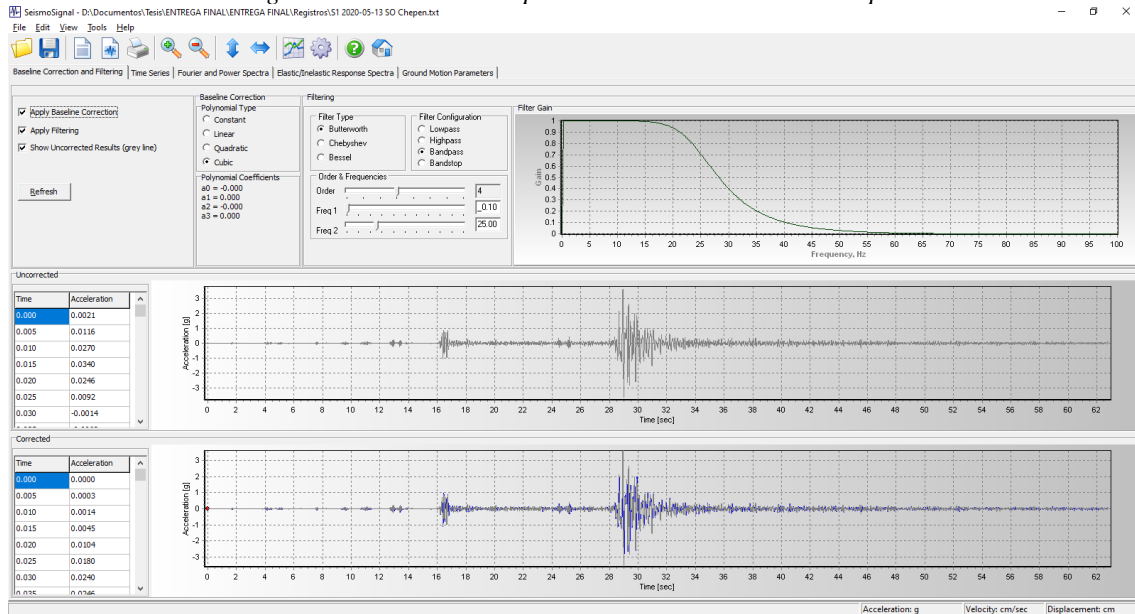 SeismoSignal - D:\Documentos\Tesis\ENTREGA FINAL\ENTREGA FINAL\Registros\S1 2020-05-13 SO Chepen.txt
File Edit View Tools Help
Baseline Correction and Filtering Time Series Fourier and Power Spectra Elastic/Inelastic Response Spectra Ground Motion Parameters
Apply Baseline Correction
Apply Filtering
Show Uncorrected Results (grey line)
Refresh
Baseline Correction
Polynomial Type
Constant
Linear
Quadratic
Cubic
Polynomial Coefficients
a0 = -0.000
a1 = 0.000
a2 = -0.000
a3 = 0.000
Filtering
Filter Type
Butterworth
Chebyshev
Bessel
Filter Configuration
Lowpass
Highpass
Bandpass
Bandstop
Order & Frequencies
Order 4
Freq 1 0.10
Freq 2 25.00
Filter Gain
Gain
1
0.9
0.8
0.7
0.6
0.5
0.4
0.3
0.2
0.1
0
0 5 10 15 20 25 30 35 40 45 50 55 60 65 70 75 80 85 90 95 100
Frequency, Hz
Uncorrected
Time Acceleration
0.000 0.0021
0.005 0.0116
0.010 0.0270
0.015 0.0340
0.020 0.0246
0.025 0.0092
0.030 -0.0014
Acceleration [g]
3
2
1
0
-1
-2
-3
0 2 4 6 8 10 12 14 16 18 20 22 24 26 28 30 32 34 36 38 40 42 44 46 48 50 52 54 56 58 60 62
Time [sec]
Corrected
Time Acceleration
0.000 0.0000
0.005 0.0003
0.010 0.0014
0.015 0.0045
0.020 0.0104
0.025 0.0180
0.030 0.0240
0.035 0.0246
Acceleration [g]
3
2
1
0
-1
-2
-3
0 2 4 6 8 10 12 14 16 18 20 22 24 26 28 30 32 34 36 38 40 42 44 46 48 50 52 54 56 58 60 62
Time [sec]
Acceleration: g Velocity: cm/sec Displacement: cm